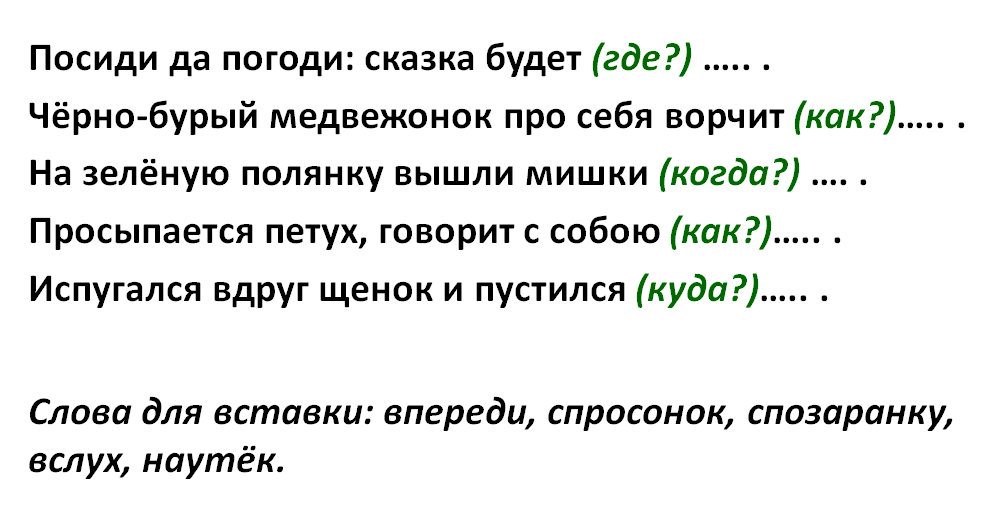 Посиди да погоди: сказка будет (где?) ….. .
Чёрно-бурый медвежонок про себя ворчит (как?)….. .
На зелёную полянку вышли мишки (когда?) …. .
Просыпается петух, говорит с собою (как?)….. .
Испугался вдруг щенок и пустился (куда?)….. .
Слова для вставки: впереди, спросонок, спозаранку,
вслух, наутёк.